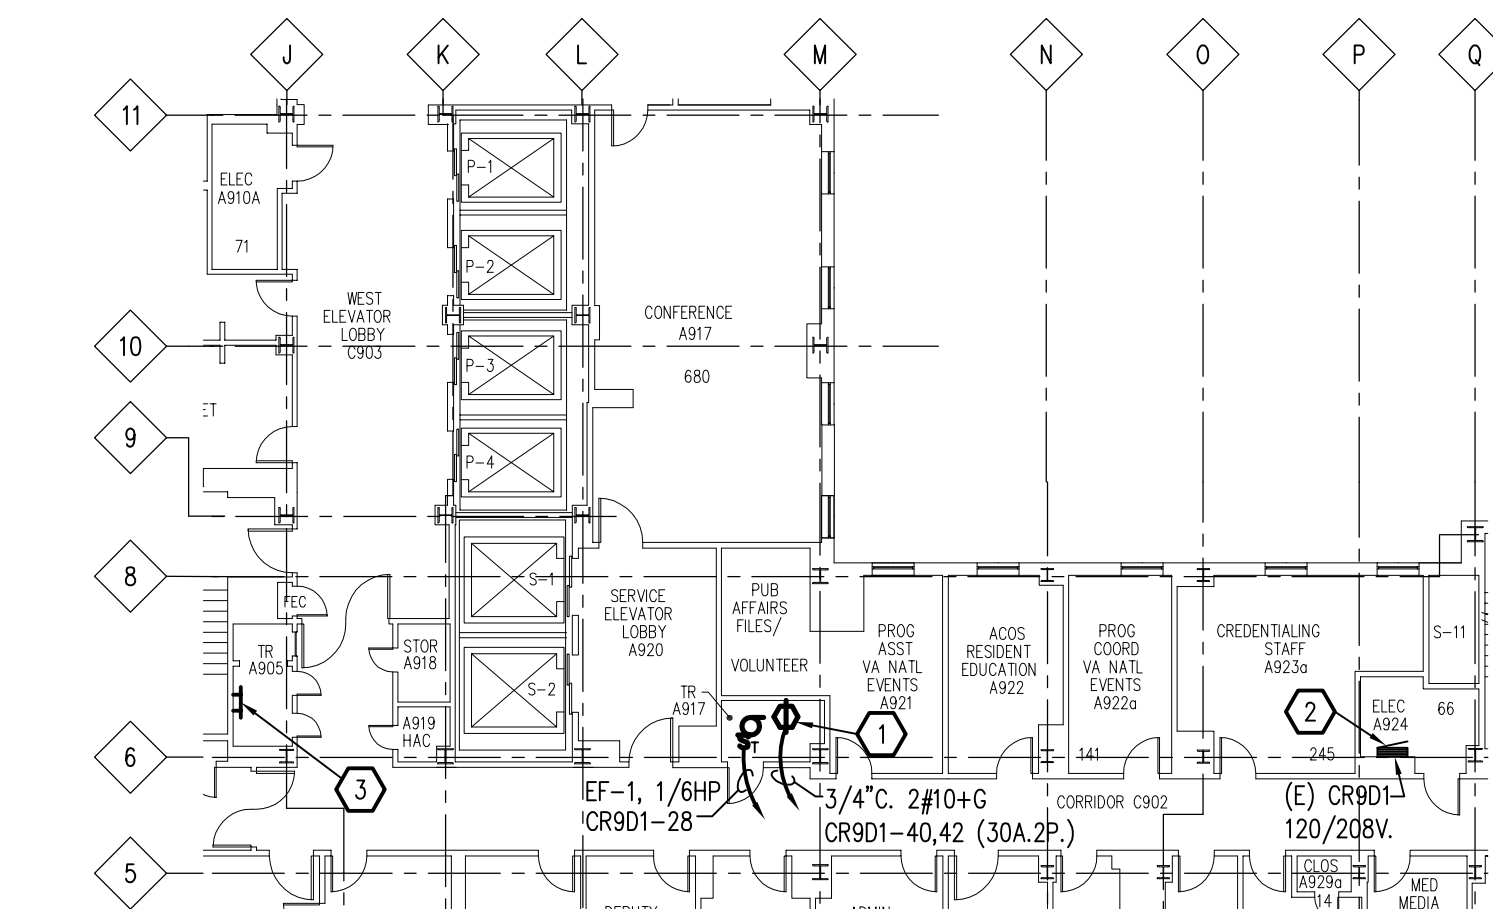 J K L M N O P Q
11
10
9
8
6
5
ELEC
A910A
71
P-1
P-2
P-3
P-4
S-1
S-2
WEST
ELEVATOR
LOBBY
C903
CONFERENCE
A917
680
ET
FEC
TR
A905
STOR
A918
A919
HAC
SERVICE
ELEVATOR
LOBBY
A920
PUB
AFFAIRS
FILES/
VOLUNTEER
TR
A917
T
1
PROG
ASST
VA NATL
EVENTS
A921
ACOS
RESIDENT
EDUCATION
A922
PROG
COORD
VA NATL
EVENTS
A922a
141
CREDENTIALING
STAFF
A923a
245
S-11
2
ELEC
A924
66
3
EF-1, 1/6HP
CR9D1-28
3/4"C. 2#10+G
CR9D1-40,42 (30A.2P.)
CORRIDOR C902
(E) CR9D1
120/208V.
CLOS
A929a
14
MED
MEDIA
DEPUTY
ADMIN